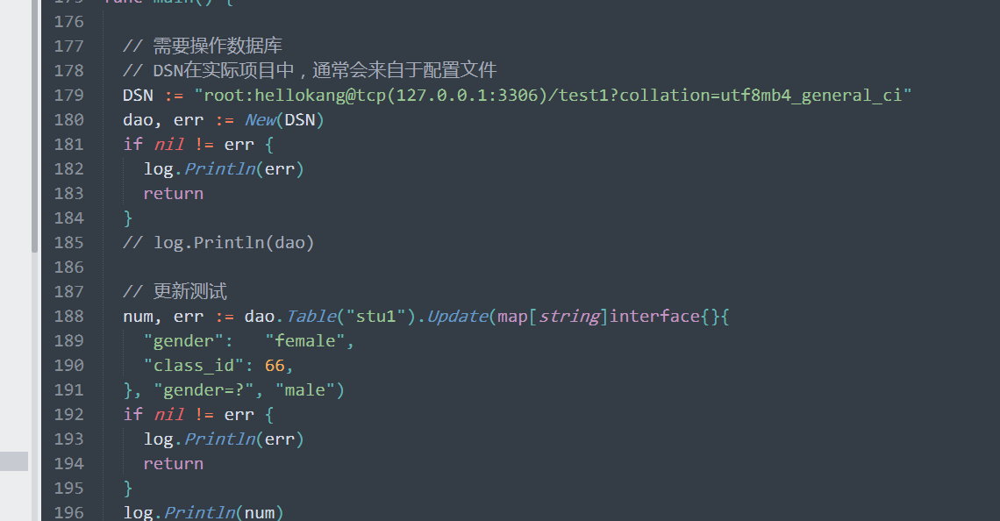 175 func main() {
176
177 // 需要操作数据库
178 // DSN在实际项目中，通常会来自于配置文件
179 DSN := "root:hellokang@tcp(127.0.0.1:3306)/test1?collation=utf8mb4_general_ci"
180 dao, err := New(DSN)
181 if nil != err {
182 log.Println(err)
183 return
184 }
185 // log.Println(dao)
186
187 // 更新测试
188 num, err := dao.Table("stu1").Update(map[string]interface{}{
189 "gender":   "female",
190 "class_id": 66,
191 }, "gender=?", "male")
192 if nil != err {
193 log.Println(err)
194 return
195 }
196 log.Println(num)